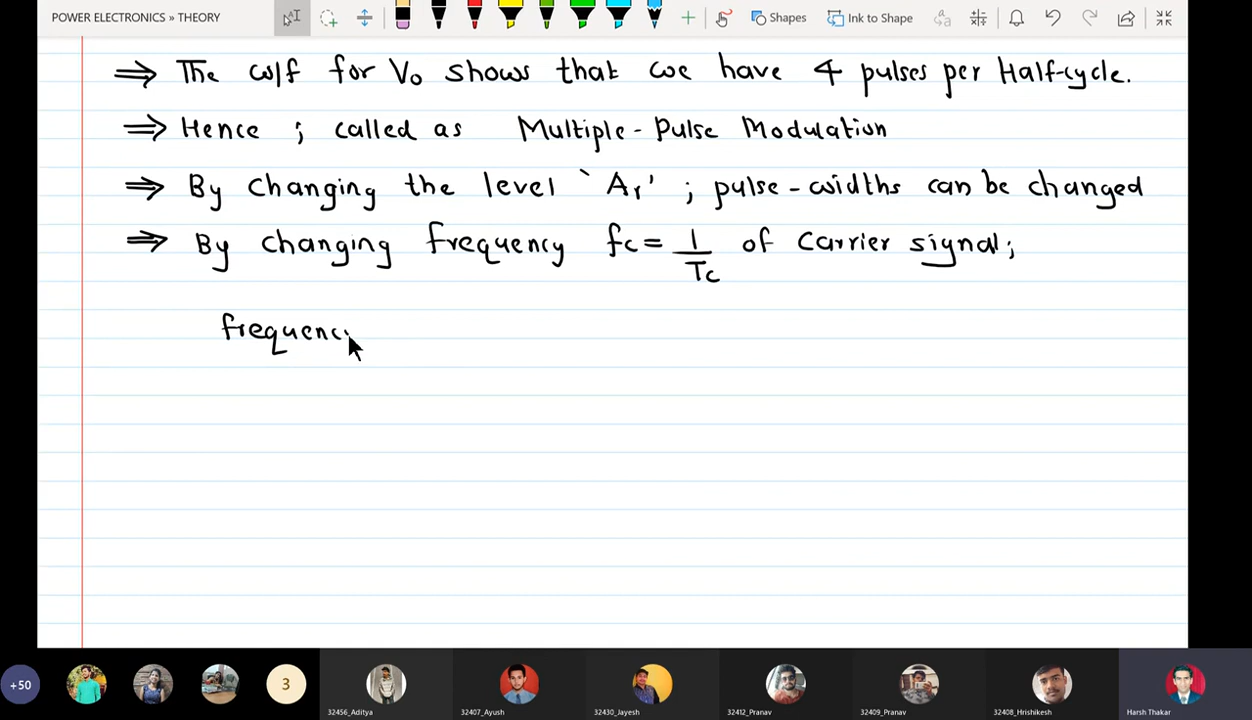 POWER ELECTRONICS » THEORY
Shapes
Ink to Shape
⇒ The w/f for Vo shows that we have 4 pulses per Half-cycle.
⇒ Hence ; called as Multiple-Pulse Modulation
⇒ By changing the level `Ar' ; pulse-widths can be changed
⇒ By changing frequency fc = 1/Tc of carrier signal;
frequency
+50
3
32456_Aditya
32407_Ayush
32430_Jayesh
32412_Pranav
32409_Pranav
32408_Hrishikesh
Harsh Thakar